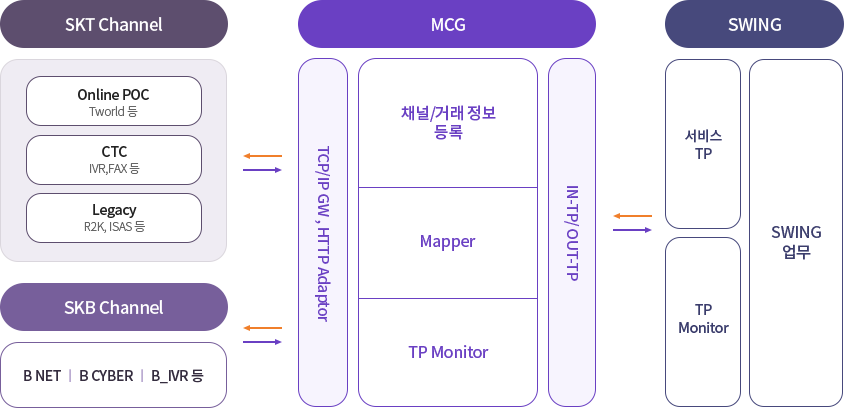 SKT Channel
Online POC
Tworld 등
CTC
IVR,FAX 등
Legacy
R2K, ISAS 등
SKB Channel
B NET | B CYBER | B_IVR 등
MCG
TCP/IP GW , HTTP Adaptor
채널/거래 정보
등록
Mapper
TP Monitor
IN-TP/ OUT-TP
SWING
서비스
TP
TP
Monitor
SWING
업무